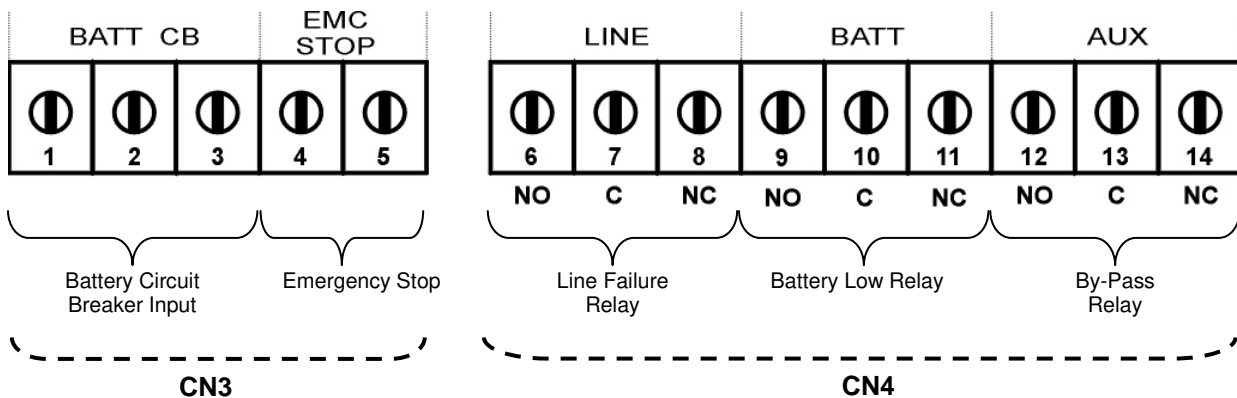 BATT CB
EMC
STOP
LINE
BATT
AUX
1 2 3 4 5
6 7 8 9 10 11 12 13 14
NO C NC NO C NC NO C NC
Battery Circuit
Breaker Input
Emergency Stop
Line Failure
Relay
Battery Low Relay
By-Pass
Relay
CN3
CN4